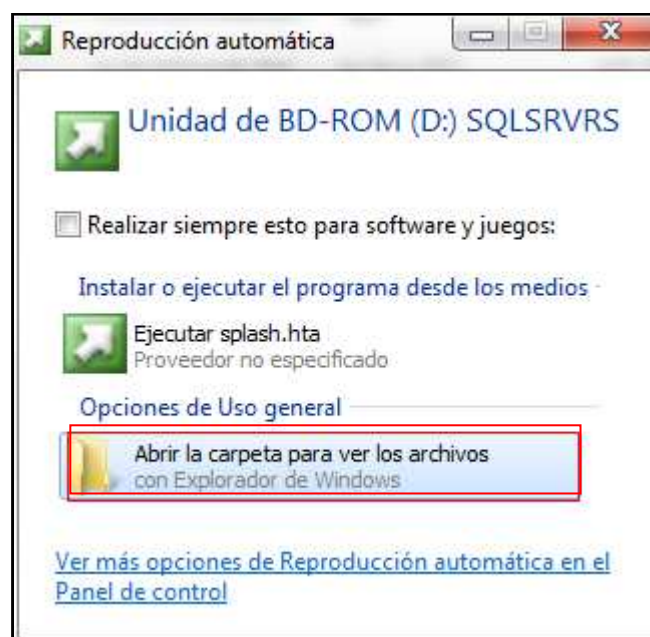 Reproducción automática
Unidad de BD-ROM (D:) SQLSRVRS
Realizar siempre esto para software y juegos:
Instalar o ejecutar el programa desde los medios
Ejecutar splash.hta
Proveedor no especificado
Opciones de Uso general
Abrir la carpeta para ver los archivos
con Explorador de Windows
Ver más opciones de Reproducción automática en el
Panel de control